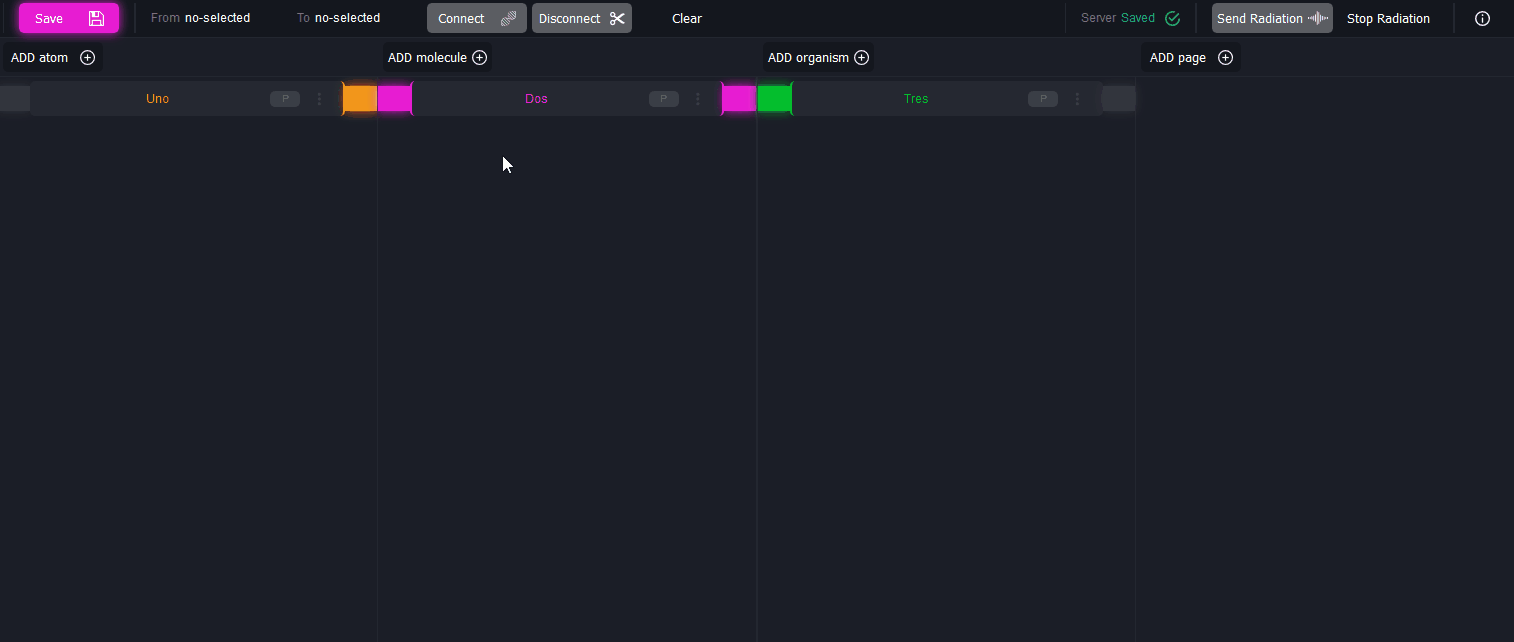 Save From no-selected To no-selected Connect Disconnect Clear Server Saved Send Radiation Stop Radiation
ADD atom ADD molecule ADD organism ADD page
Uno P Dos P Tres P